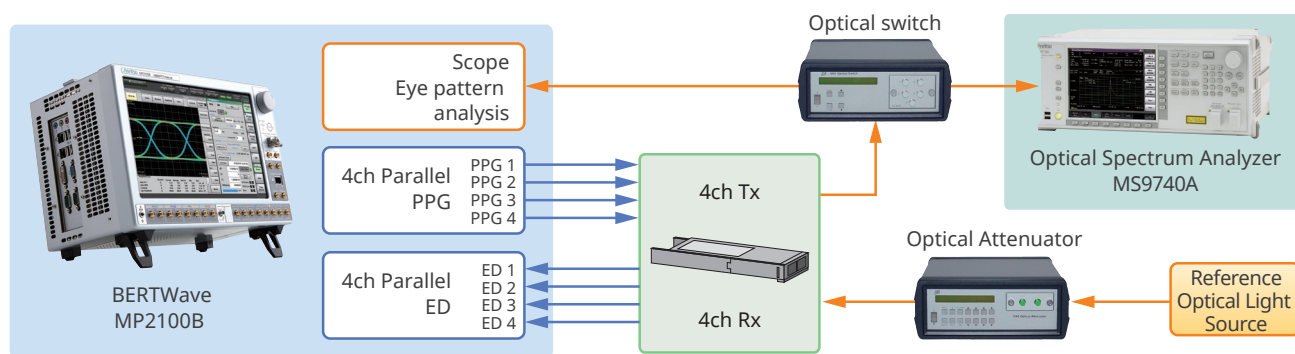 Optical switch
Scope
Eye pattern
analysis
Optical Spectrum Analyzer
MS9740A
4ch Parallel
PPG
PPG 1
PPG 2
PPG 3
PPG 4
4ch Tx
Optical Attenuator
4ch Parallel
ED
ED 1
ED 2
ED 3
ED 4
4ch Rx
Reference
Optical Light
Source
BERTWave
MP2100B